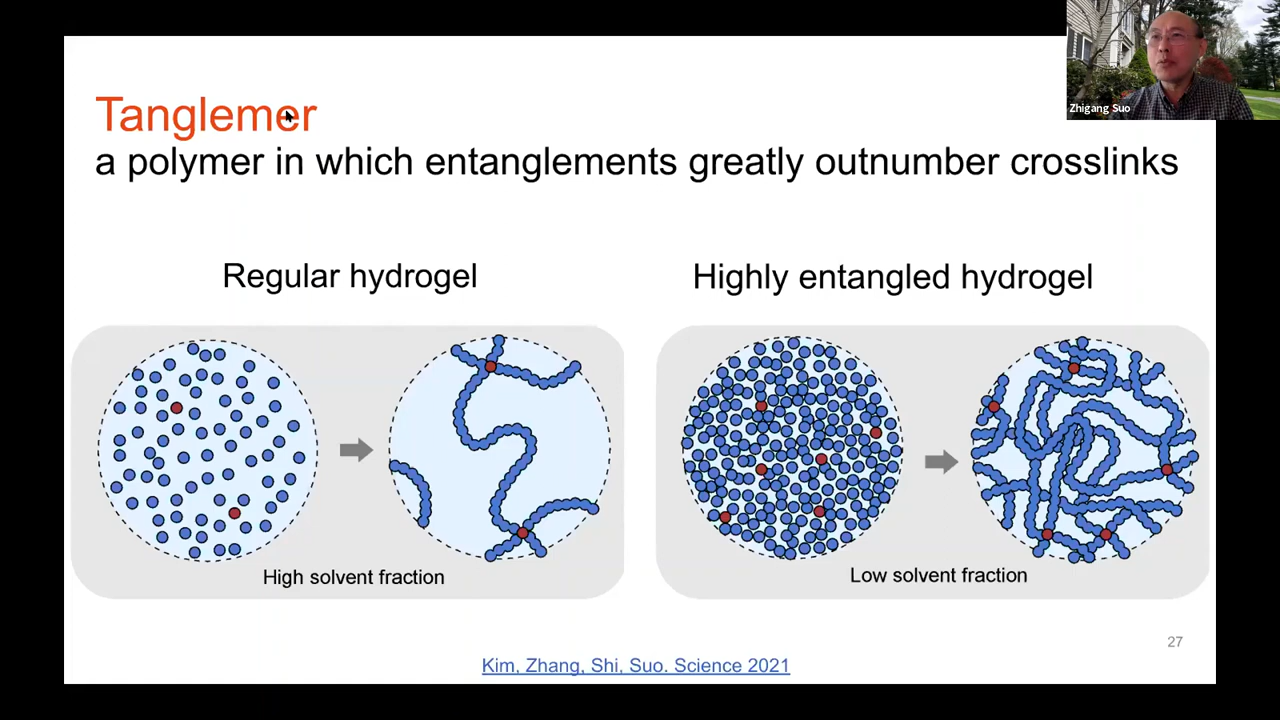 Zhigang Suo
Tanglemer
a polymer in which entanglements greatly outnumber crosslinks
Regular hydrogel
Highly entangled hydrogel
High solvent fraction
Low solvent fraction
27
Kim, Zhang, Shi, Suo. Science 2021